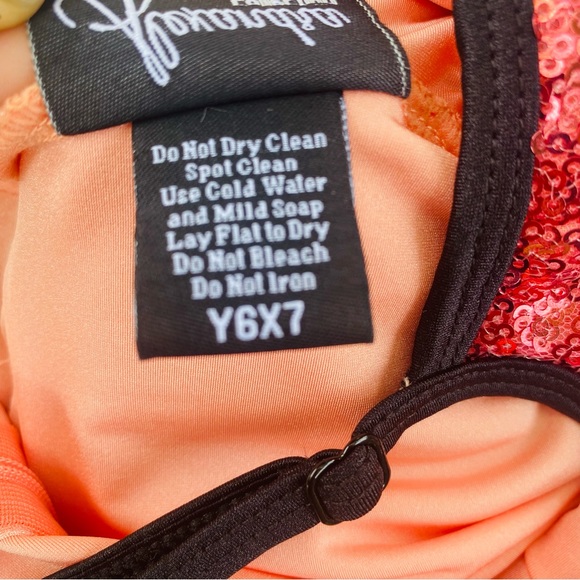 Alexandra
Do Not Dry Clean
Spot Clean
Use Cold Water
and Mild Soap
Lay Flat to Dry
Do Not Bleach
Do Not Iron
Y6X7